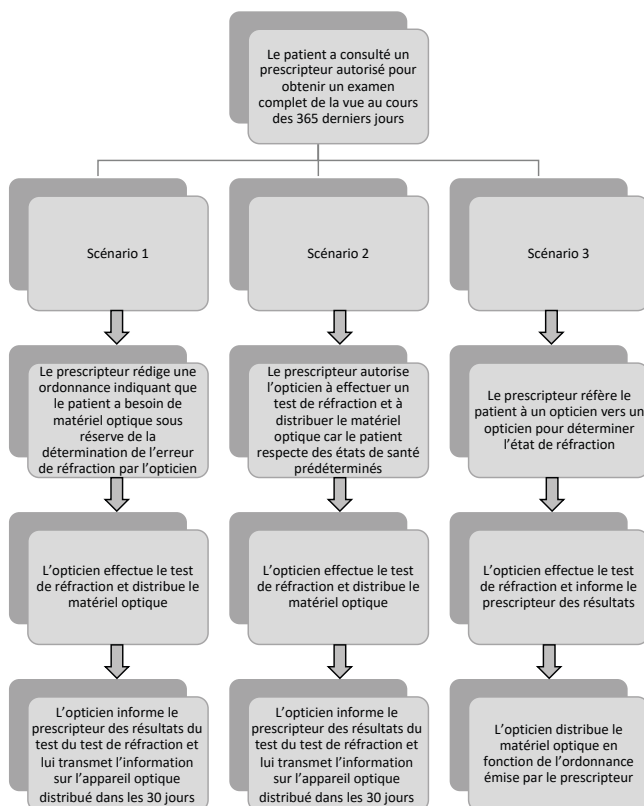 Le patient a consulté un
prescripteur autorisé pour
obtenir un examen
complet de la vue au cours
des 365 derniers jours
Scénario 1
Scénario 2
Scénario 3
Le prescripteur rédige une
ordonnance indiquant que
le patient a besoin de
matériel optique sous
réserve de la
détermination de l'erreur
de réfraction par l'opticien
Le prescripteur autorise
l'opticien à effectuer un
test de réfraction et à
distribuer le matériel
optique car le patient
respecte des états de santé
prédéterminés
Le prescripteur réfère le
patient à un opticien vers un
opticien pour déterminer
l'état de réfraction
L'opticien effectue le test
de réfraction et distribue le
matériel optique
L'opticien effectue le test
de réfraction et distribue le
matériel optique
L'opticien effectue le test
de réfraction et informe le
prescripteur des résultats
L'opticien informe le
prescripteur des résultats du
test du test de réfraction et
lui transmet l'information
sur l'appareil optique
distribué dans les 30 jours
L'opticien informe le
prescripteur des résultats du
test du test de réfraction et
lui transmet l'information
sur l'appareil optique
distribué dans les 30 jours
L'opticien distribue le
matériel optique en
fonction de l'ordonnance
émise par le prescripteur